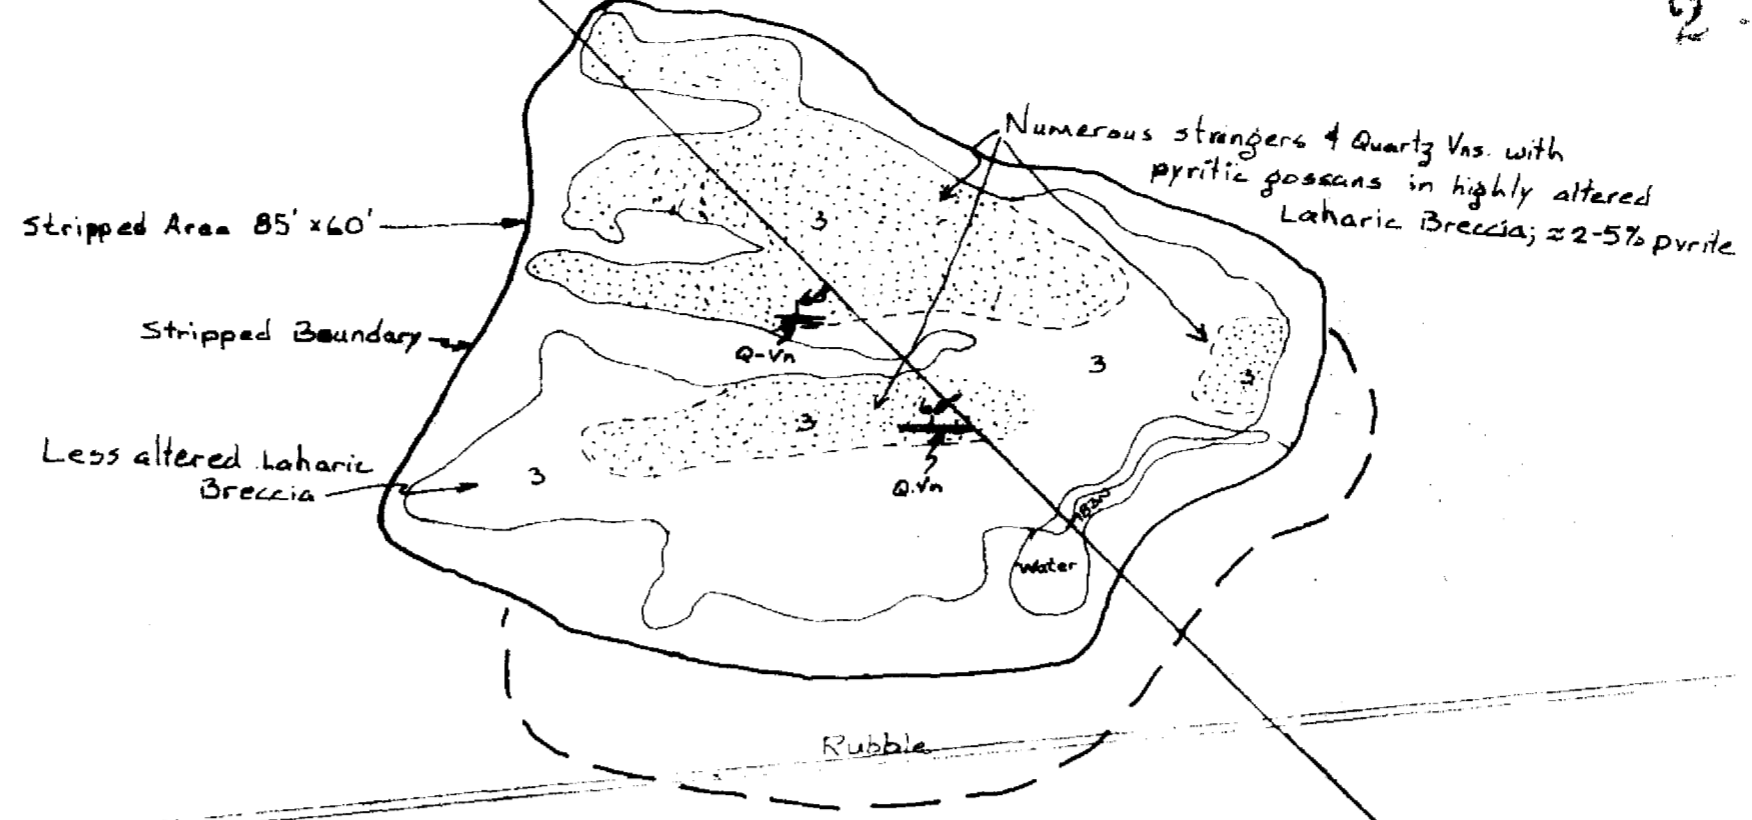 2
Numerous stringers & Quartz Vns. with
pyritic gossans in highly altered
Laharic Breccia; ≈ 2-5% pyrite
Stripped Area 85' x 60'
3
Stripped Boundary
Q-Vn
3
3
3
Less altered Laharic
Breccia
3
Q.Vn
Water
Rubble